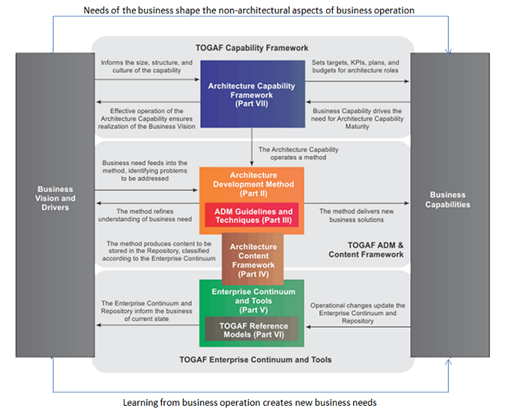 Needs of the business shape the non-architectural aspects of business operation
TOGAF Capability Framework
Informs the size, structure, and
culture of the capability
Sets targets, KPIs, plans, and
budgets for architecture roles
Architecture Capability
Framework
(Part VII)
Effective operation of the
Architecture Capability ensures
realization of the Business Vision
Business Capability drives the
need for Architecture Capability
Maturity
The Architecture Capability
operates a method
Business need feeds into the
method, identifying problems
to be addressed
Architecture
Development Method
(Part II)
Business
Vision and
Drivers
Business
Capabilities
ADM Guidelines and
Techniques (Part III)
The method refines
understanding of business need
The method delivers new
business solutions
The method produces content to be
stored in the Repository, classified
according to the Enterprise Continuum
Architecture
Content
Framework
(Part IV)
TOGAF ADM &
Content Framework
Enterprise Continuum
and Tools
(Part V)
The Enterprise Continuum and
Repository inform the business
of current state
Operational changes update the
Enterprise Continuum and
Repository
TOGAF Reference
Models (Part VI)
TOGAF Enterprise Continuum and Tools
Learning from business operation creates new business needs